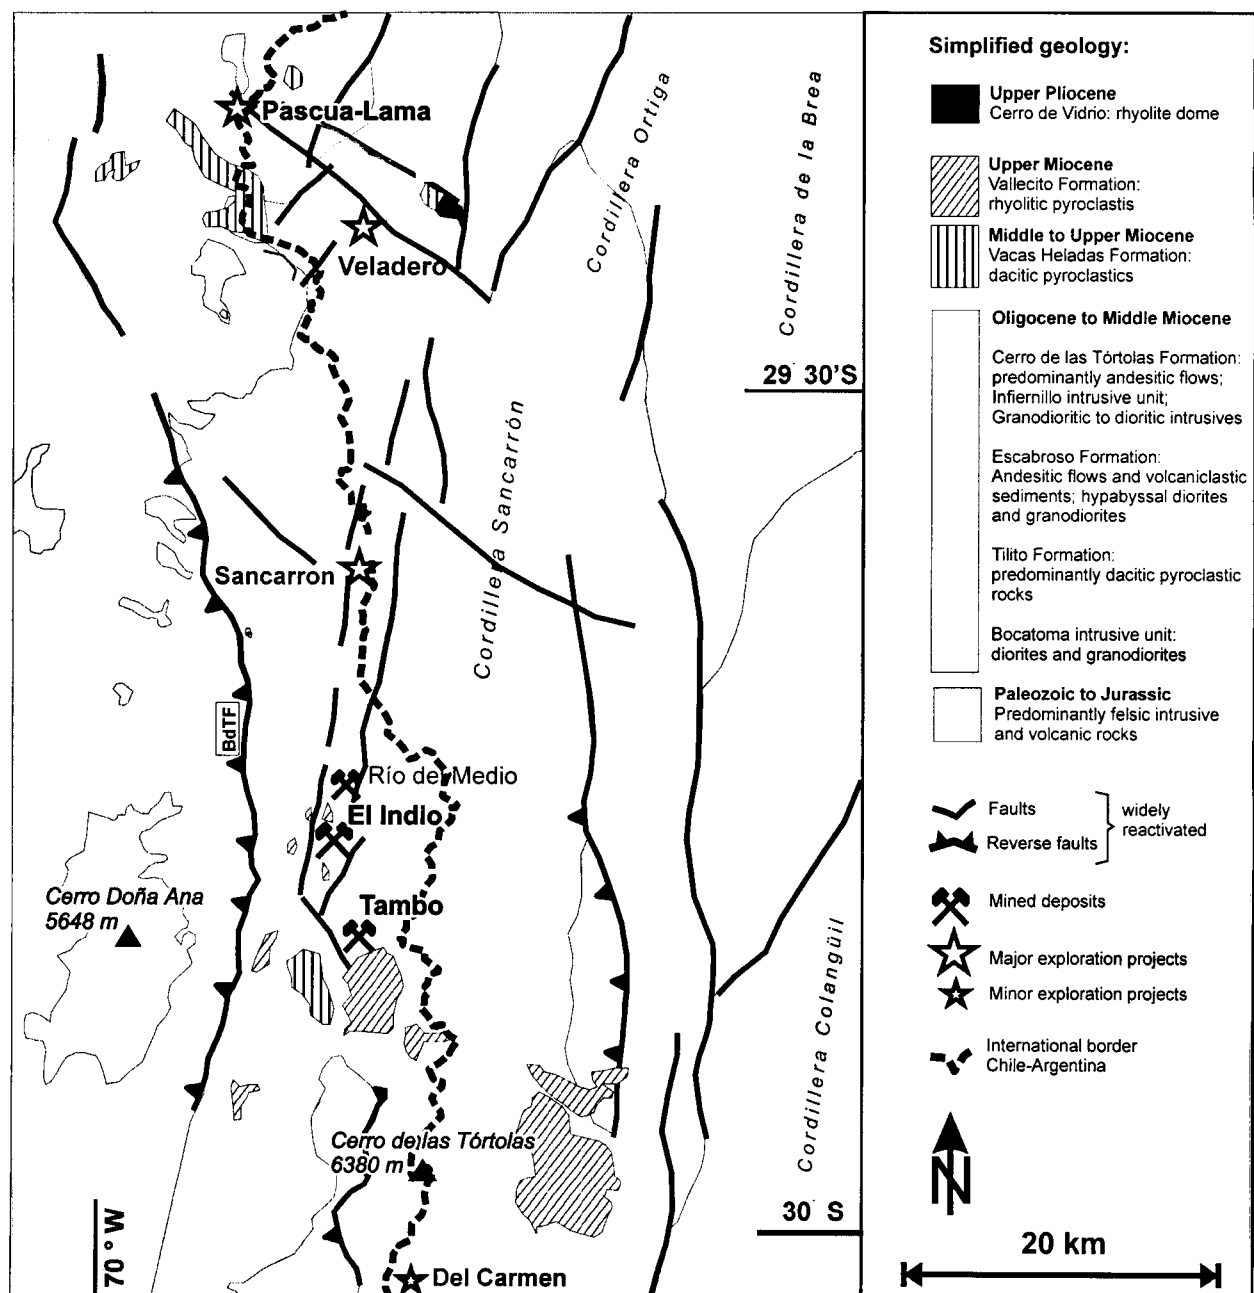 Pascua-Lama
Veladero
Cordillera Ortiga
Cordillera de la Brea
29 30'S
Cordillera Sancarrón
Sancarron
BdTF
Río del Medio
El Indio
Cerro Doña Ana
5648 m
Tambo
Cordillera Colangüil
Cerro de las Tórtolas
6380 m
30 S
70 ° W
Del Carmen
Simplified geology:
Upper Pliocene
Cerro de Vidrio: rhyolite dome
Upper Miocene
Vallecito Formation:
rhyolitic pyroclastis
Middle to Upper Miocene
Vacas Heladas Formation:
dacitic pyroclastics
Oligocene to Middle Miocene
Cerro de las Tórtolas Formation:
predominantly andesitic flows;
Infiernillo intrusive unit;
Granodioritic to dioritic intrusives
Escabroso Formation:
Andesitic flows and volcaniclastic
sediments; hypabyssal diorites
and granodiorites
Tilito Formation:
predominantly dacitic pyroclastic
rocks
Bocatoma intrusive unit:
diorites and granodiorites
Paleozoic to Jurassic
Predominantly felsic intrusive
and volcanic rocks
Faults
Reverse faults
widely
reactivated
Mined deposits
Major exploration projects
Minor exploration projects
International border
Chile-Argentina
N
20 km